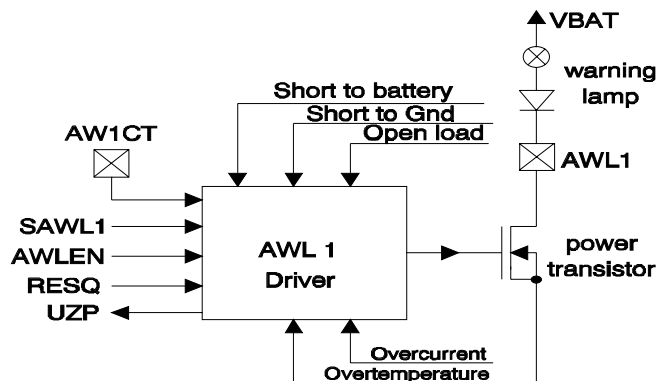 VBAT
warning
lamp
Short to battery
Short to Gnd
Open load
AW1CT
AWL1
SAWL1
AWLEN
RESQ
UZP
AWL 1
Driver
power
transistor
Overcurrent
Overtemperature